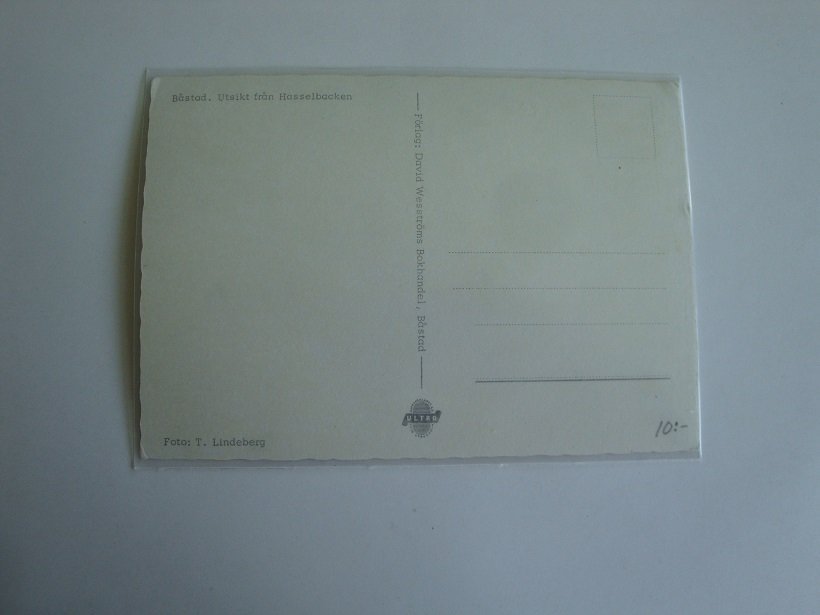 Båstad. Utsikt från Hasselbacken
Förlag: David Wesströms Bokhandel, Båstad
ULTRA
Foto: T. Lindeberg
10:-